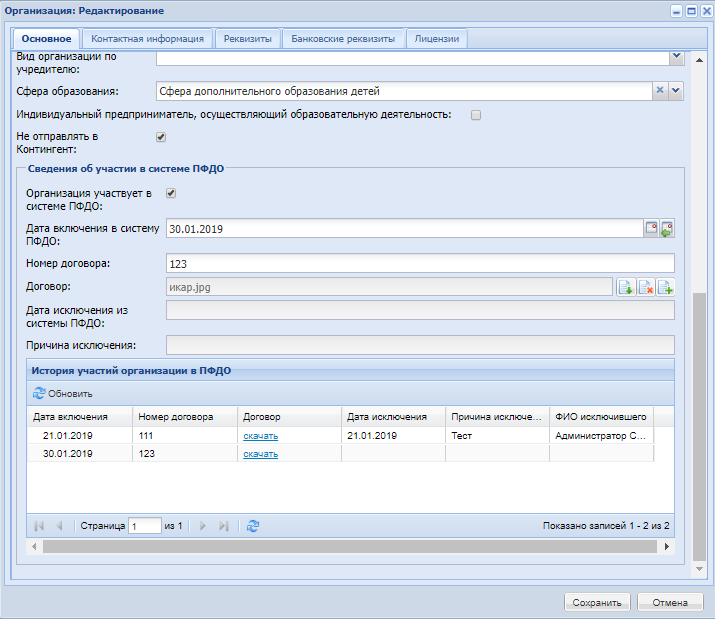 Организация: Редактирование
Основное Контактная информация Реквизиты Банковские реквизиты Лицензии
Вид организации по
учредителю:
Сфера образования: Сфера дополнительного образования детей
Индивидуальный предприниматель, осуществляющий образовательную деятельность:
Не отправлять в
Контингент:
Сведения об участии в системе ПФДО
Организация участвует в
системе ПФДО:
Дата включения в систему
ПФДО: 30.01.2019
Номер договора: 123
Договор: икар.jpg
Дата исключения из
системы ПФДО:
Причина исключения:
История участий организации в ПФДО
Обновить
Дата включения Номер договора Договор Дата исключения Причина исключе... ФИО исключившего
21.01.2019 111 скачать 21.01.2019 Тест Администратор С...
30.01.2019 123 скачать
Страница 1 из 1 Показано записей 1 - 2 из 2
Сохранить Отмена